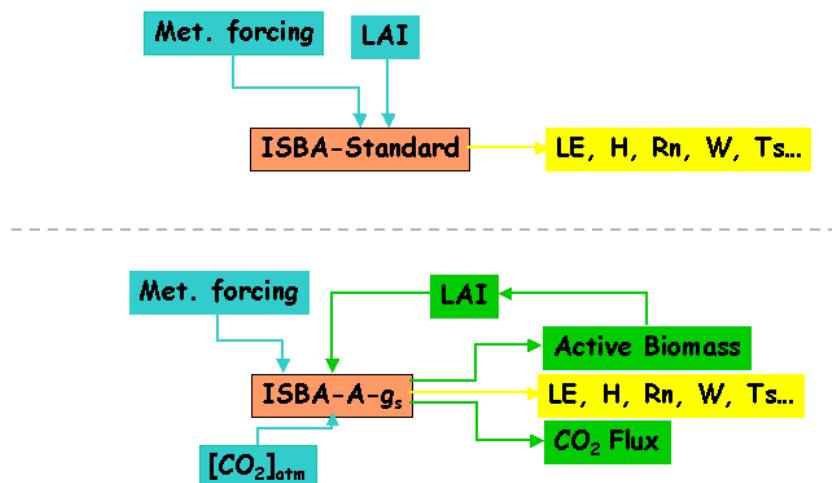 Met. forcing
LAI
ISBA-Standard
LE, H, Rn, W, Ts...
Met. forcing
LAI
Active Biomass
ISBA-A-gs
LE, H, Rn, W, Ts...
CO2 Flux
[CO2]atm